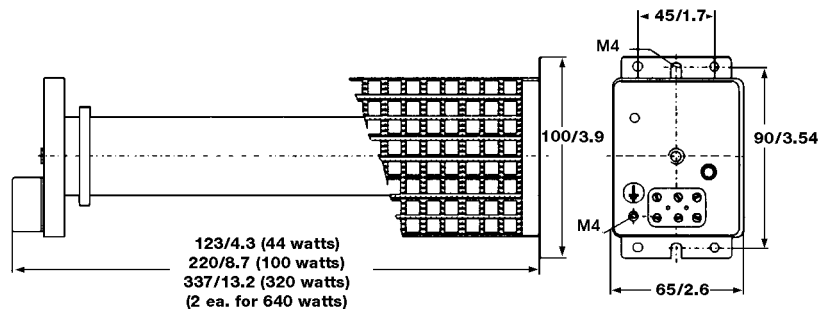 45/1.7
M4
100/3.9
90/3.54
M4
123/4.3 (44 watts)
220/8.7 (100 watts)
337/13.2 (320 watts)
(2 ea. for 640 watts)
65/2.6